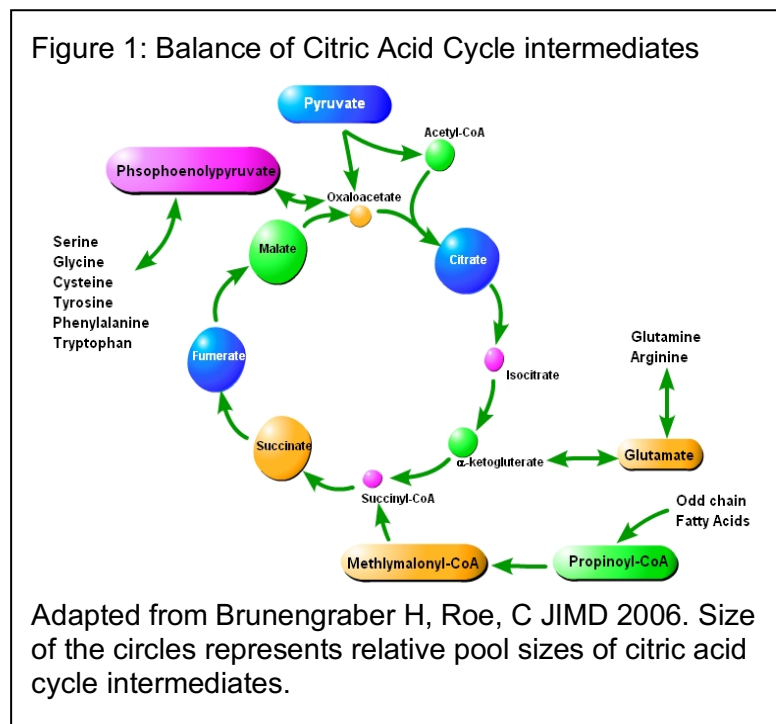 Figure 1: Balance of Citric Acid Cycle intermediates
Pyruvate
Acetyl-CoA
Phsophoenolypyruvate
Oxaloacetate
Malate
Citrate
Serine
Glycine
Cysteine
Tyrosine
Phenylalanine
Tryptophan
Fumerate
Isocitrate
Glutamine
Arginine
Succinate
α-ketogluterate
Glutamate
Succinyl-CoA
Odd chain
Fatty Acids
Methlymalonyl-CoA
Propinoyl-CoA
Adapted from Brunengraber H, Roe, C JIMD 2006. Size
of the circles represents relative pool sizes of citric acid
cycle intermediates.